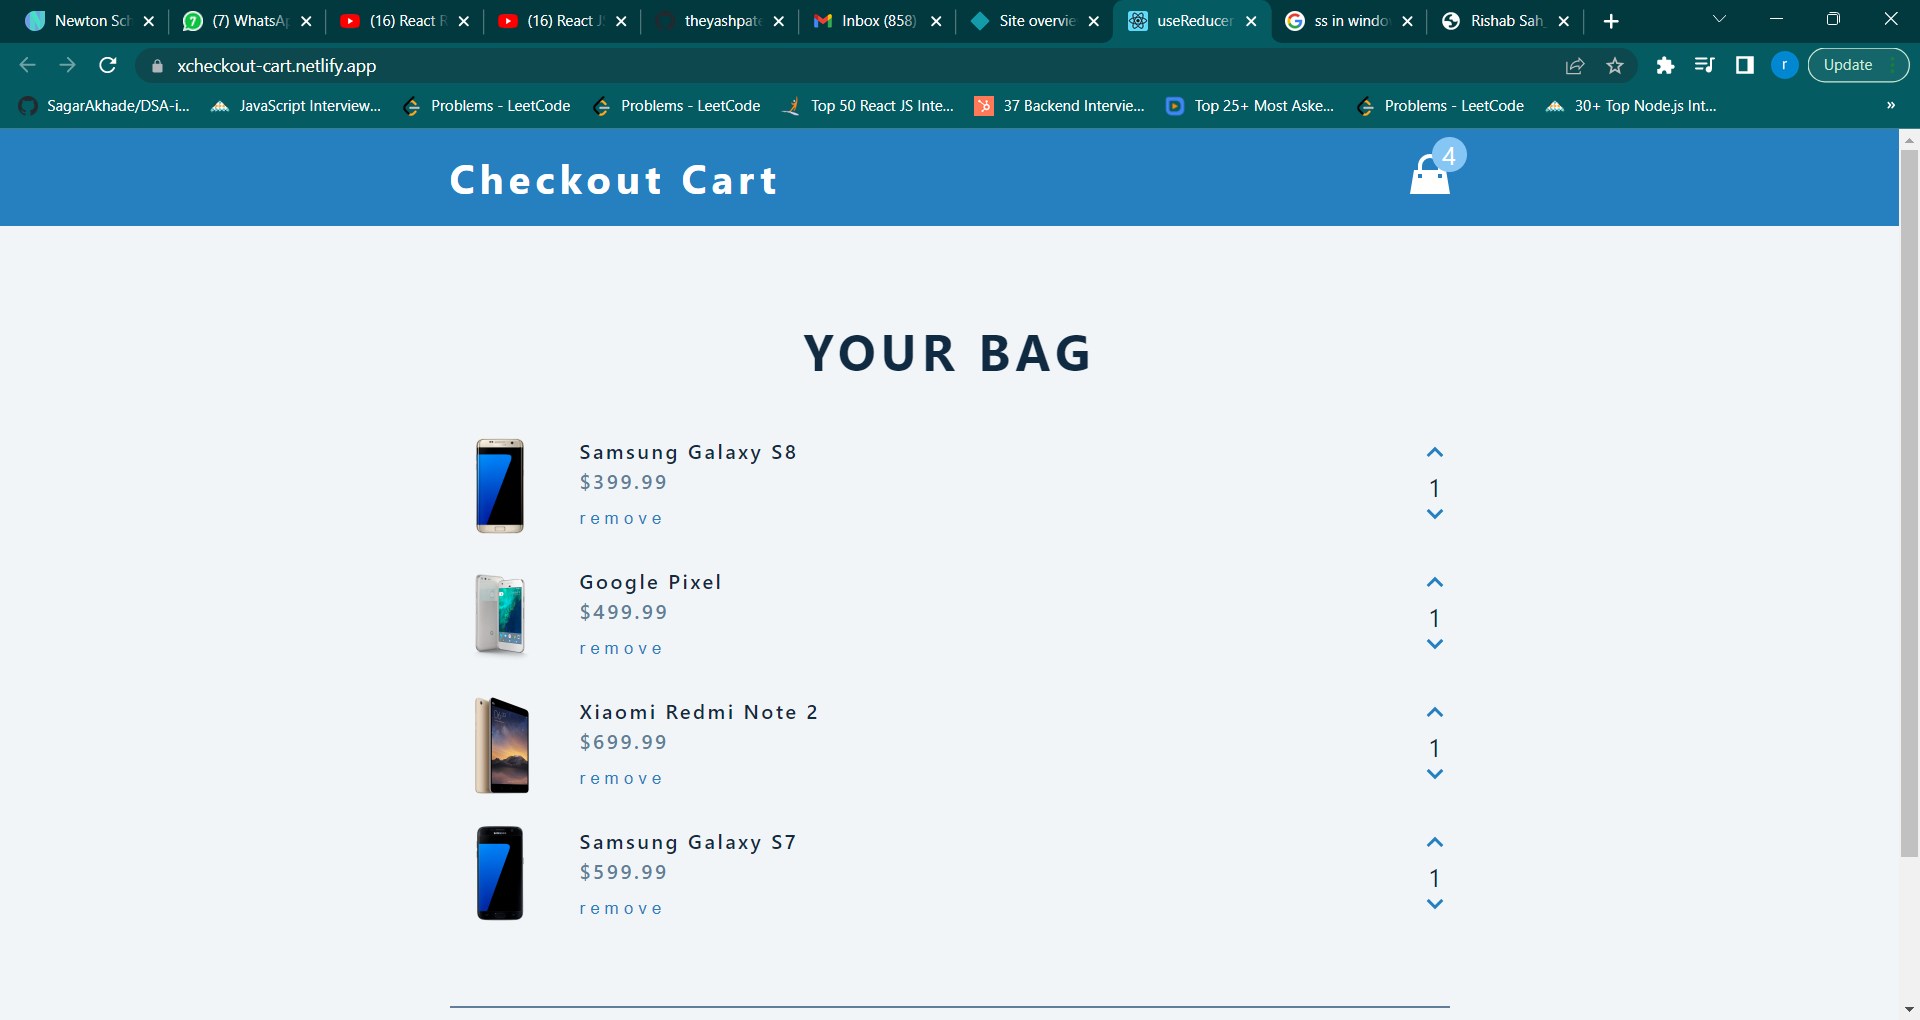 Newton Sch
(7) WhatsAp
(16) React R
(16) React JS
theyashpate
Inbox (858)
Site overvie
useReducer
ss in windo
Rishab Sah
xcheckout-cart.netlify.app
r
Update
SagarAkhade/DSA-i...
JavaScript Interview...
Problems - LeetCode
Problems - LeetCode
Top 50 React JS Inte...
37 Backend Intervie...
Top 25+ Most Aske...
Problems - LeetCode
30+ Top Node.js Int...
»
Checkout Cart
4
YOUR BAG
Samsung Galaxy S8
$399.99
remove
1
Google Pixel
$499.99
remove
1
Xiaomi Redmi Note 2
$699.99
remove
1
Samsung Galaxy S7
$599.99
remove
1